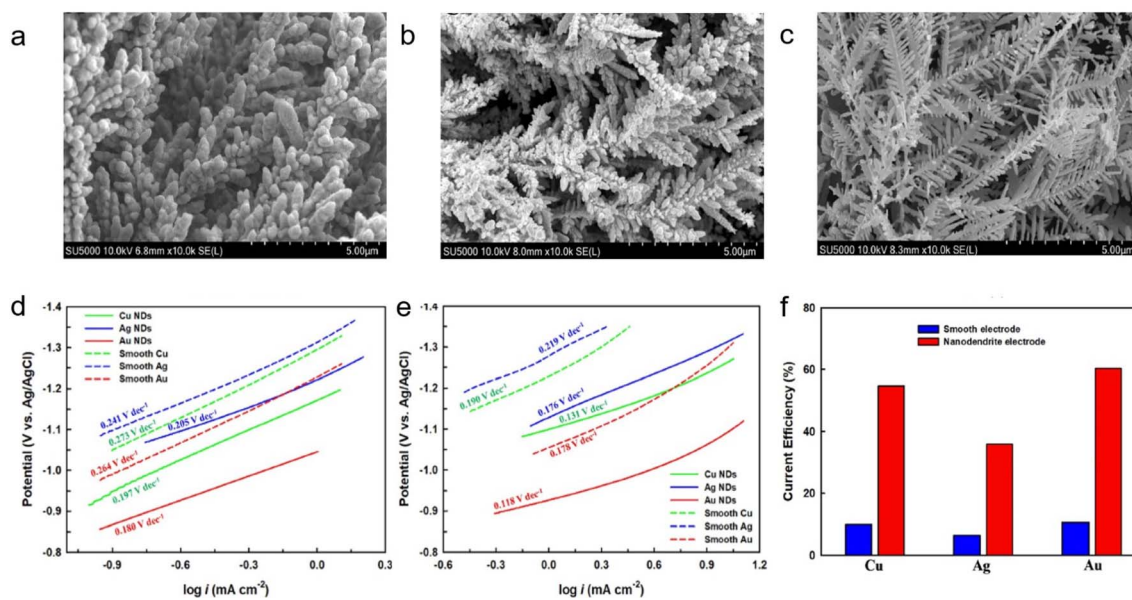 a
b
c
SU5000 10.0kV 6.8mm x10.0k SE(L) 5.00µm
SU5000 10.0kV 8.0mm x10.0k SE(L) 5.00µm
SU5000 10.0kV 8.3mm x10.0k SE(L) 5.00µm
d
-1.4
-1.3
-1.2
-1.1
-1.0
-0.9
-0.8
Potential (V vs. Ag/AgCl)
Cu NDs
Ag NDs
Au NDs
Smooth Cu
Smooth Ag
Smooth Au
0.241 V dec⁻¹
0.273 V dec⁻¹
0.205 V dec⁻¹
0.264 V dec⁻¹
0.197 V dec⁻¹
0.180 V dec⁻¹
-0.9 -0.6 -0.3 0.0 0.3
log i (mA cm⁻²)
e
-1.4
-1.3
-1.2
-1.1
-1.0
-0.9
-0.8
Potential (V vs. Ag/AgCl)
0.219 V dec⁻¹
0.190 V dec⁻¹
0.176 V dec⁻¹
0.131 V dec⁻¹
0.178 V dec⁻¹
0.118 V dec⁻¹
Cu NDs
Ag NDs
Au NDs
Smooth Cu
Smooth Ag
Smooth Au
-0.6 -0.3 0.0 0.3 0.6 0.9 1.2
log i (mA cm⁻²)
f
80
60
40
20
0
Current Efficiency (%)
Smooth electrode
Nanodendrite electrode
Cu Ag Au